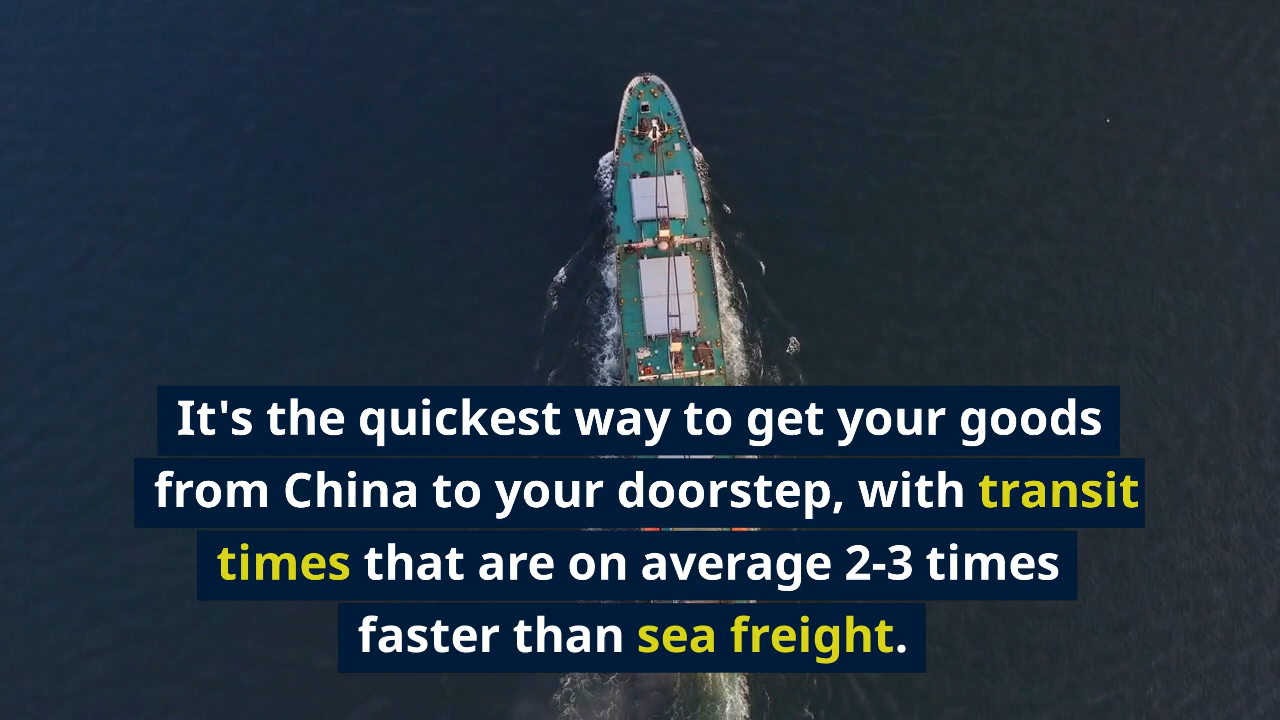 It's the quickest way to get your goods
from China to your doorstep, with transit
times that are on average 2-3 times
faster than sea freight.